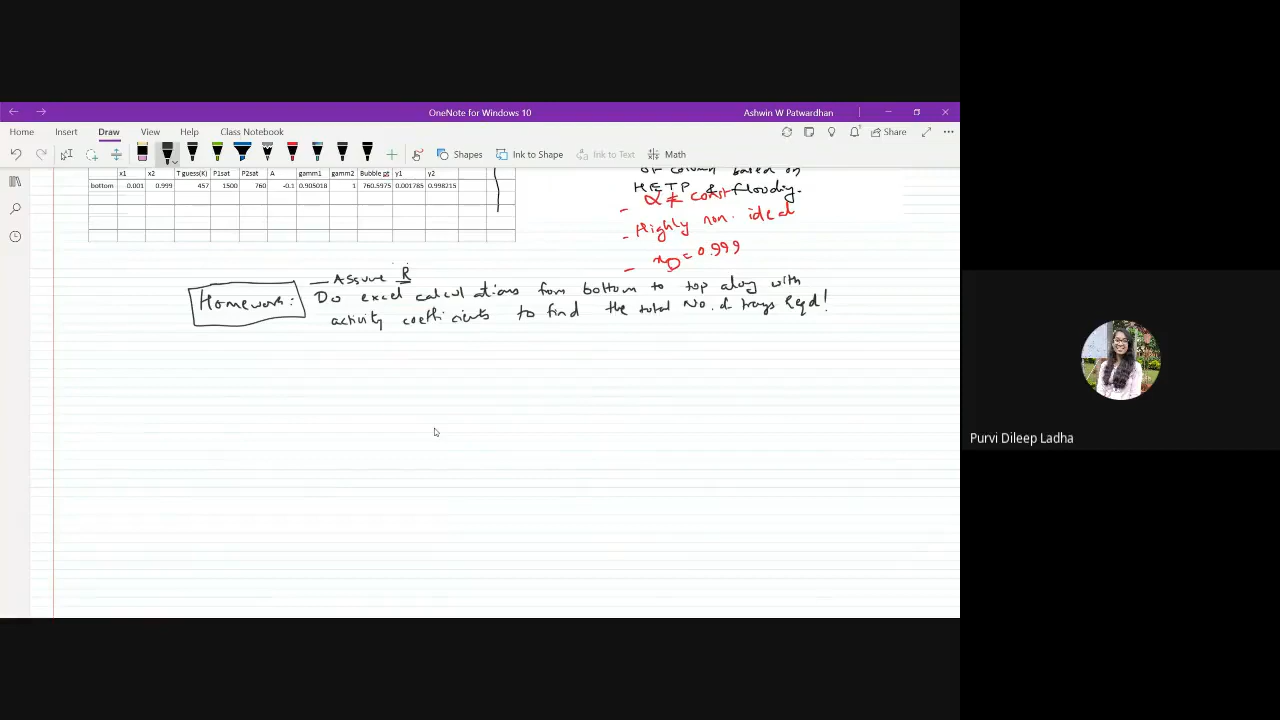 OneNote for Windows 10
Ashwin W Patwardhan
Home Insert Draw View Help Class Notebook
Share
Shapes Ink to Shape Ink to Text Math
of column based on
x1 x2 T guess(K) P1sat P2sat A gamm1 gamm2 Bubble pt y1 y2
bottom 0.001 0.999 457 1500 760 -0.1 0.905018 1 760.5975 0.001785 0.998215
HETP & flooding.
- α ≠ const
- Highly non. ideal
- xD = 0.999
Homework:
— Assume R
Do excel calculations from bottom to top along with
activity coefficients to find the total No. of trays Reqd!
Purvi Dileep Ladha